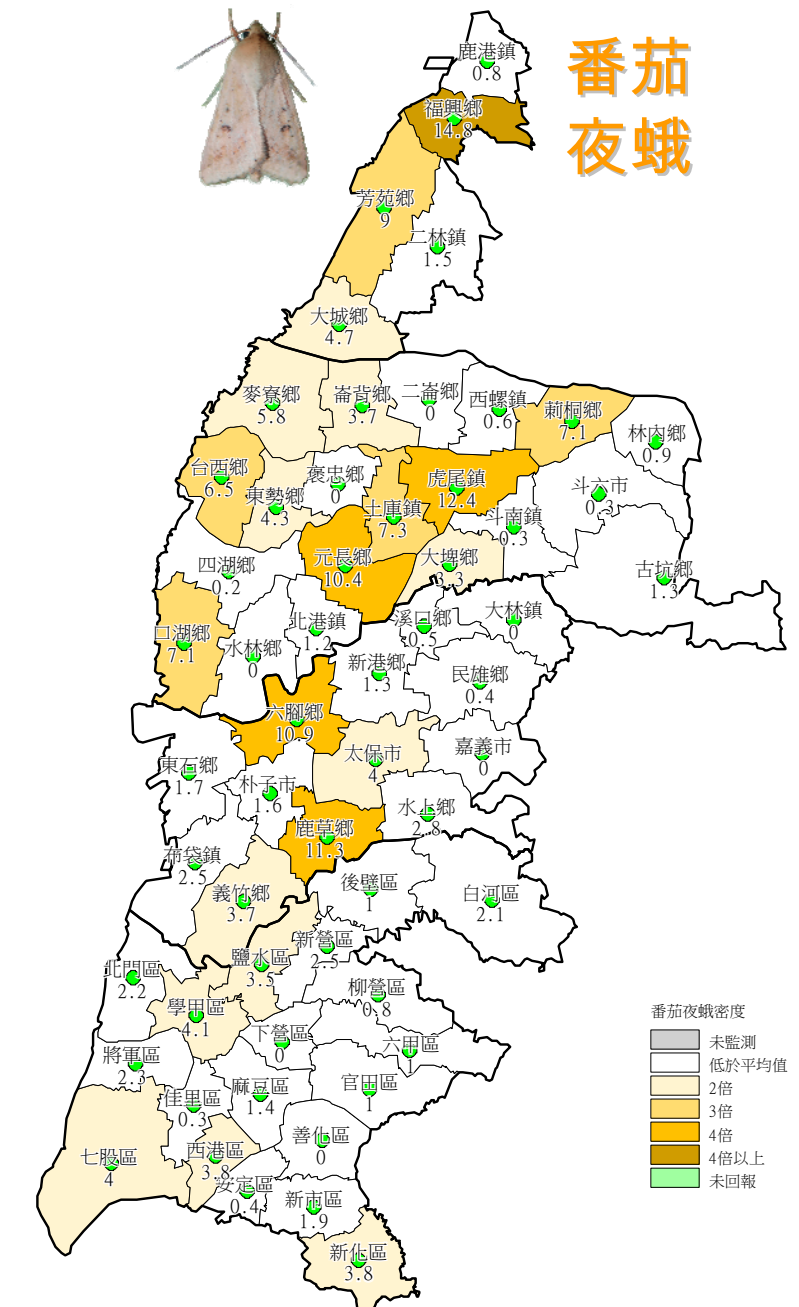 番茄
夜蛾
鹿港鎮
0.8
福興鄉
14.8
芳苑鄉
9
二林鎮
1.5
大城鄉
4.7
麥寮鄉
5.8
崙背鄉
3.7
二崙鄉
0
西螺鎮
0.6
莿桐鄉
7.1
林內鄉
0.9
台西鄉
6.5
東勢鄉
4.3
褒忠鄉
0
土庫鎮
7.3
虎尾鎮
12.4
斗南鎮
0.3
斗六市
0.3
四湖鄉
0.2
元長鄉
10.4
大埤鄉
3.3
古坑鄉
1.3
口湖鄉
7.1
水林鄉
0
北港鎮
1.2
溪口鄉
0.5
大林鎮
0
新港鄉
1.3
民雄鄉
0.4
六腳鄉
10.9
太保市
4
嘉義市
0
東石鄉
1.7
朴子市
1.6
鹿草鄉
11.3
水上鄉
2.8
布袋鎮
2.5
義竹鄉
3.7
後壁區
1
白河區
2.1
新營區
2.5
鹽水區
3.5
北門區
2.2
學甲區
4.1
柳營區
0.8
下營區
0
六甲區
1
將軍區
2.3
佳里區
0.3
麻豆區
1.4
官田區
1
七股區
4
西港區
3.8
善化區
0
安定區
0.4
新市區
1.9
新化區
3.8
番茄夜蛾密度
未監測
低於平均值
2倍
3倍
4倍
4倍以上
未回報